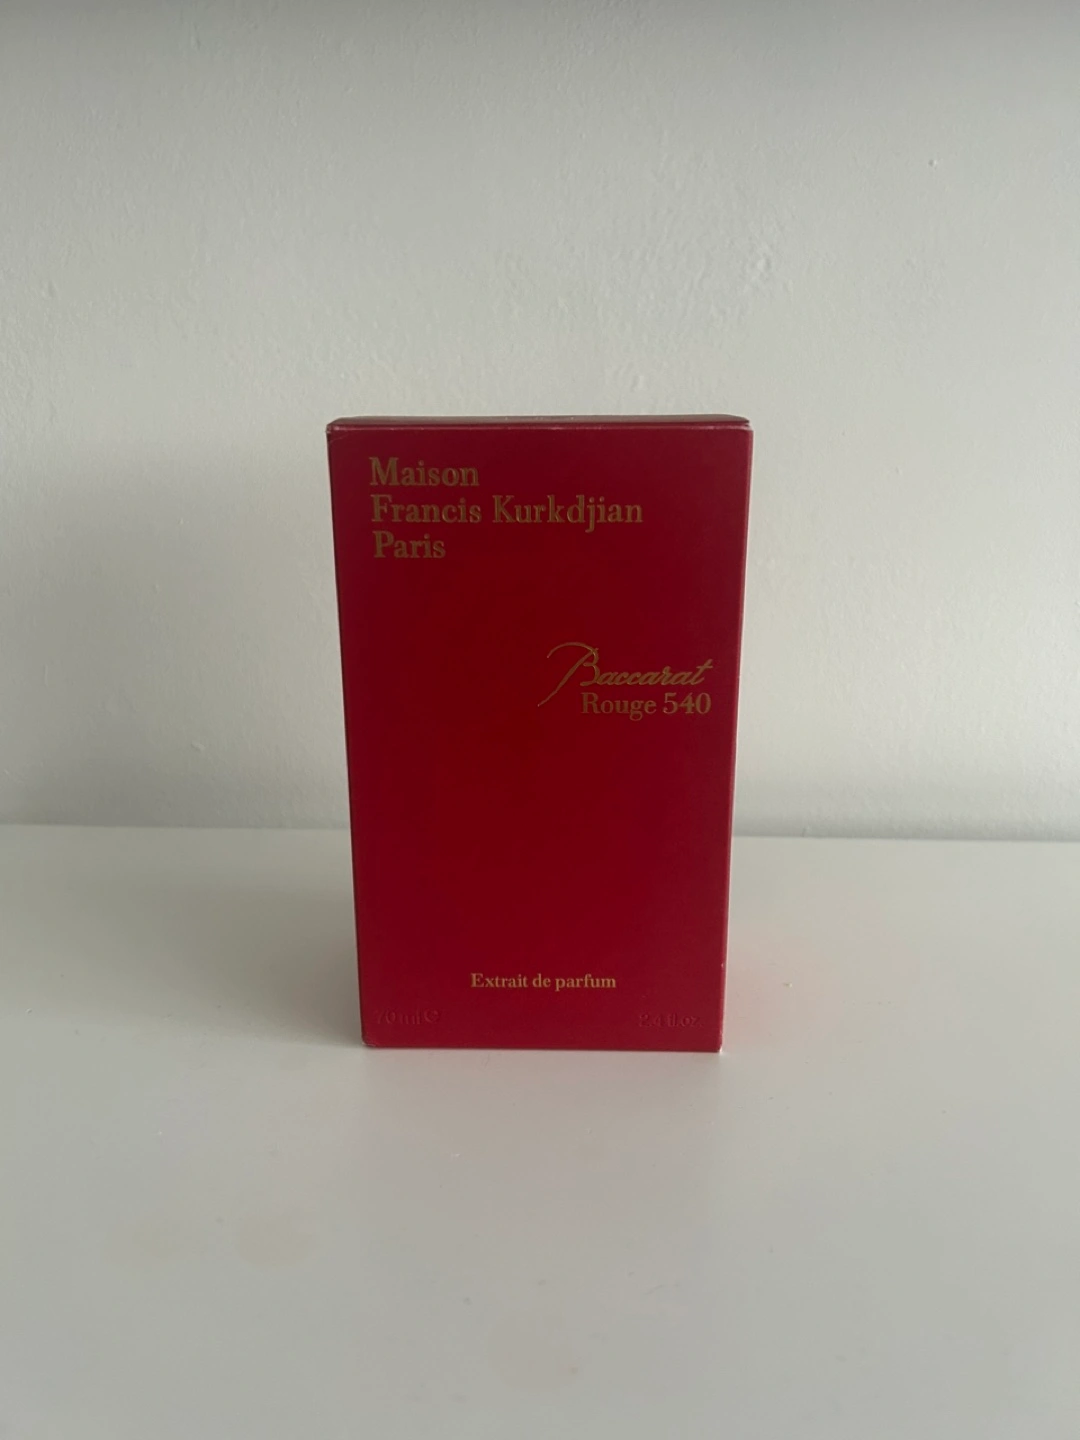 Maison
Francis Kurkdjian
Paris
Baccarat
Rouge 540
Extrait de parfum
70 ml ℮ 2.4 fl.oz.